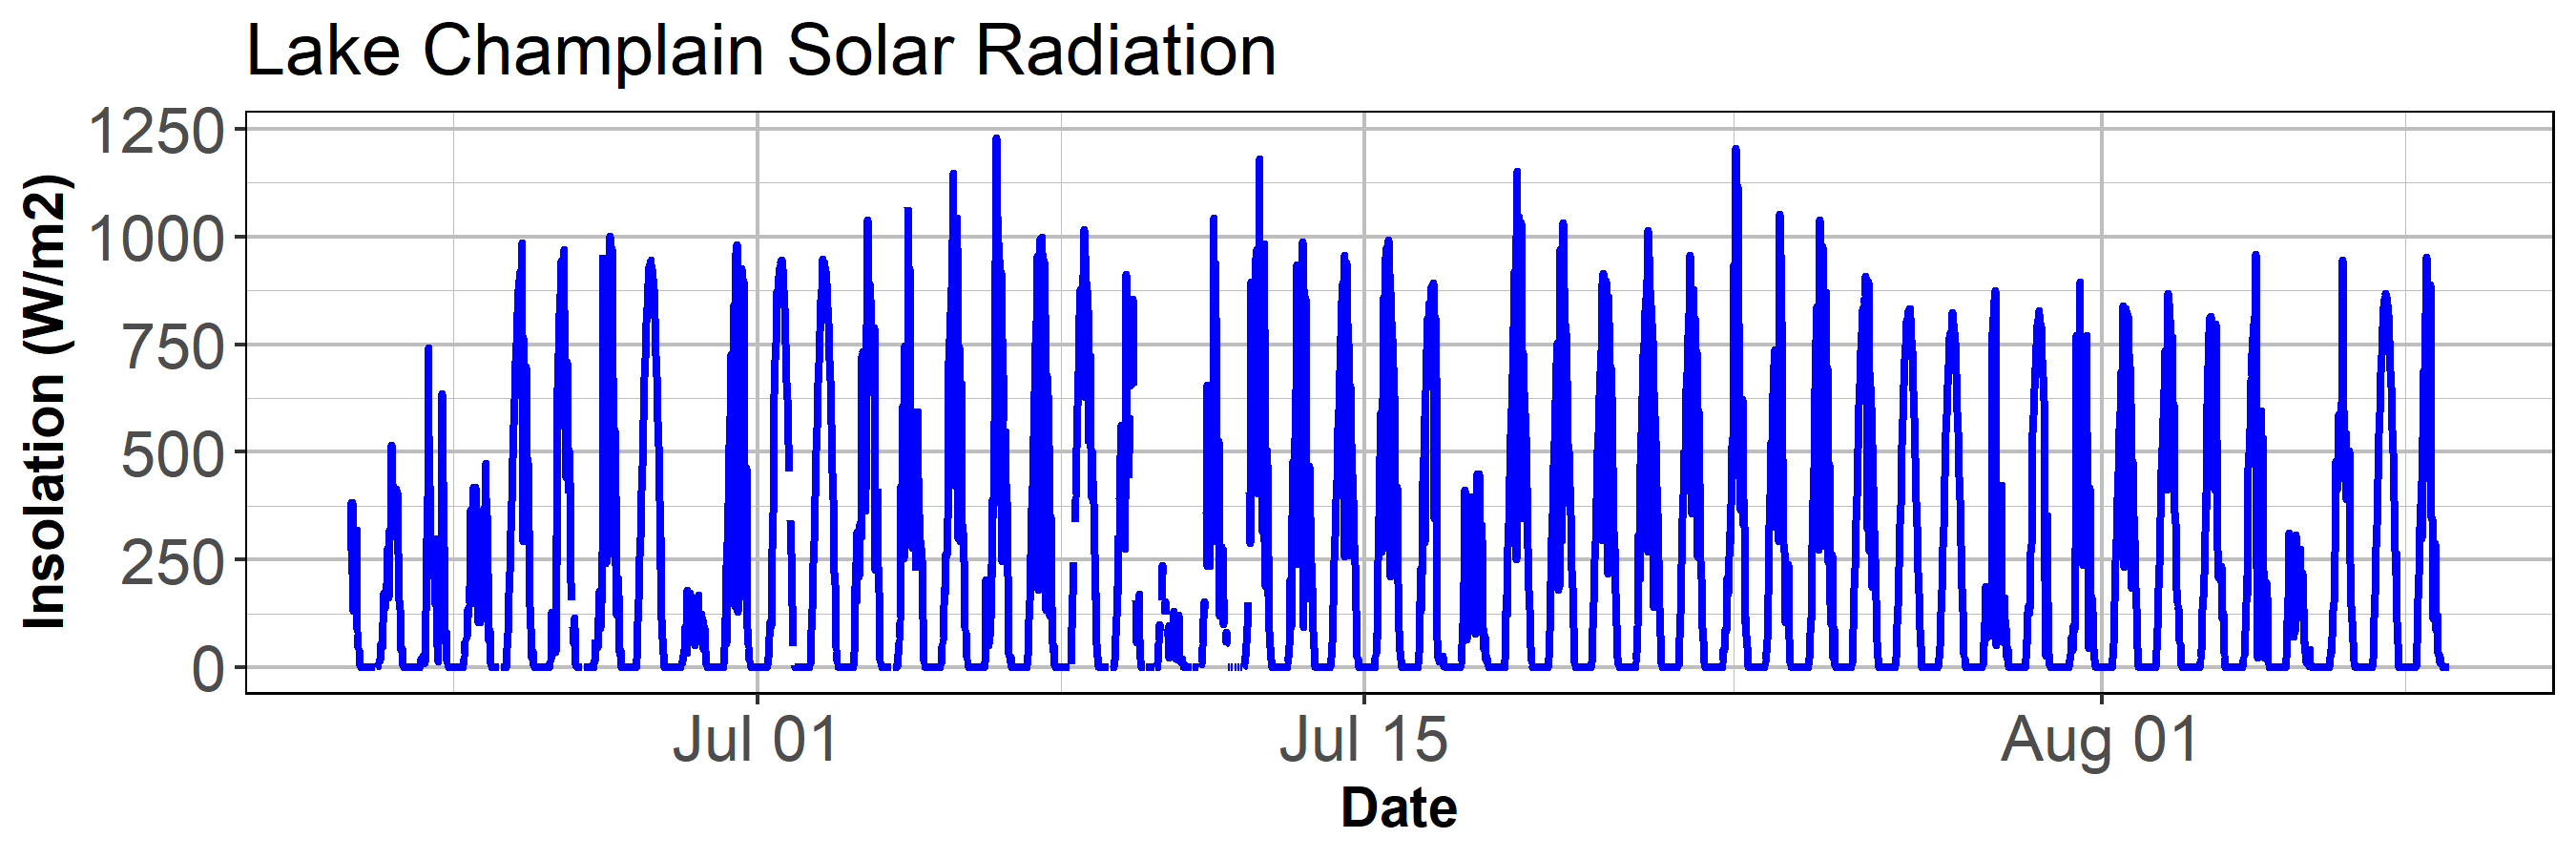 Lake Champlain Solar Radiation
1250
1000
750
500
250
0
Insolation (W/m2)
Jul 01
Jul 15
Aug 01
Date